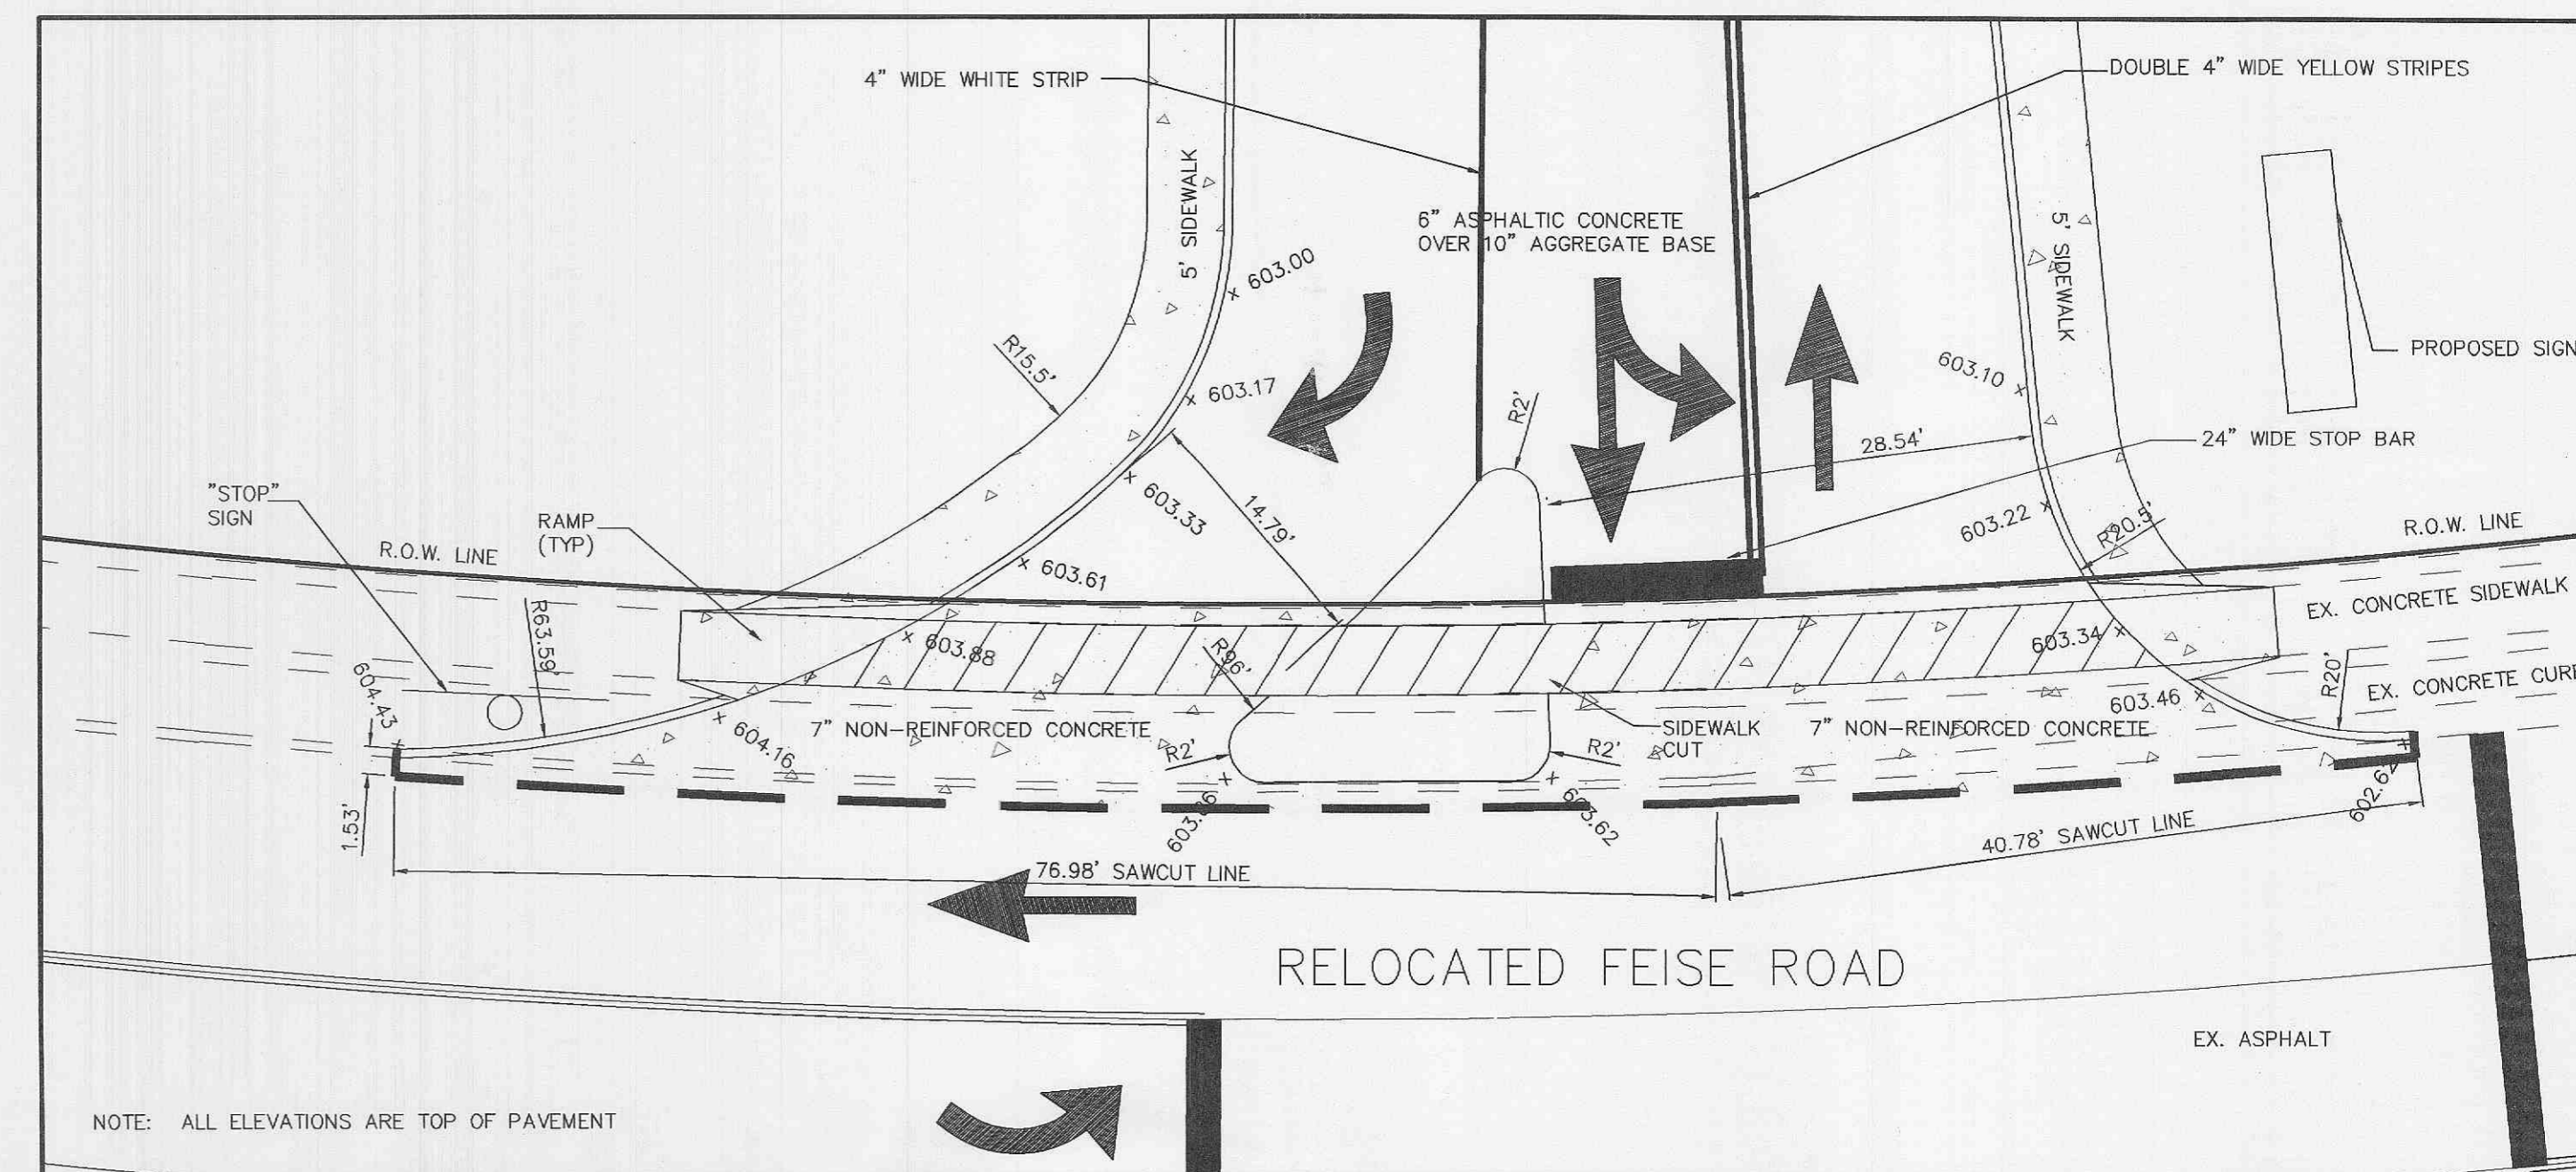 4" WIDE WHITE STRIP
DOUBLE 4" WIDE YELLOW STRIPES
5' SIDEWALK
6" ASPHALTIC CONCRETE
OVER 10" AGGREGATE BASE
5' SIDEWALK
603.00
R15.5'
603.17
603.10
PROPOSED SIGN
R2'
28.54'
24" WIDE STOP BAR
"STOP"
SIGN
RAMP
(TYP)
R.O.W. LINE
603.33
14.79'
603.22
R20.5'
R.O.W. LINE
603.61
EX. CONCRETE SIDEWALK
R63.59'
603.88
603.34
R96'
R20'
EX. CONCRETE
604.43
603.46
604.16
7" NON-REINFORCED CONCRETE
R2'
R2'
SIDEWALK
CUT
7" NON-REINFORCED CONCRETE
603.62
1.53'
76.98' SAWCUT LINE
40.78' SAWCUT LINE
RELOCATED FEISE ROAD
EX. ASPHALT
NOTE: ALL ELEVATIONS ARE TOP OF PAVEMENT